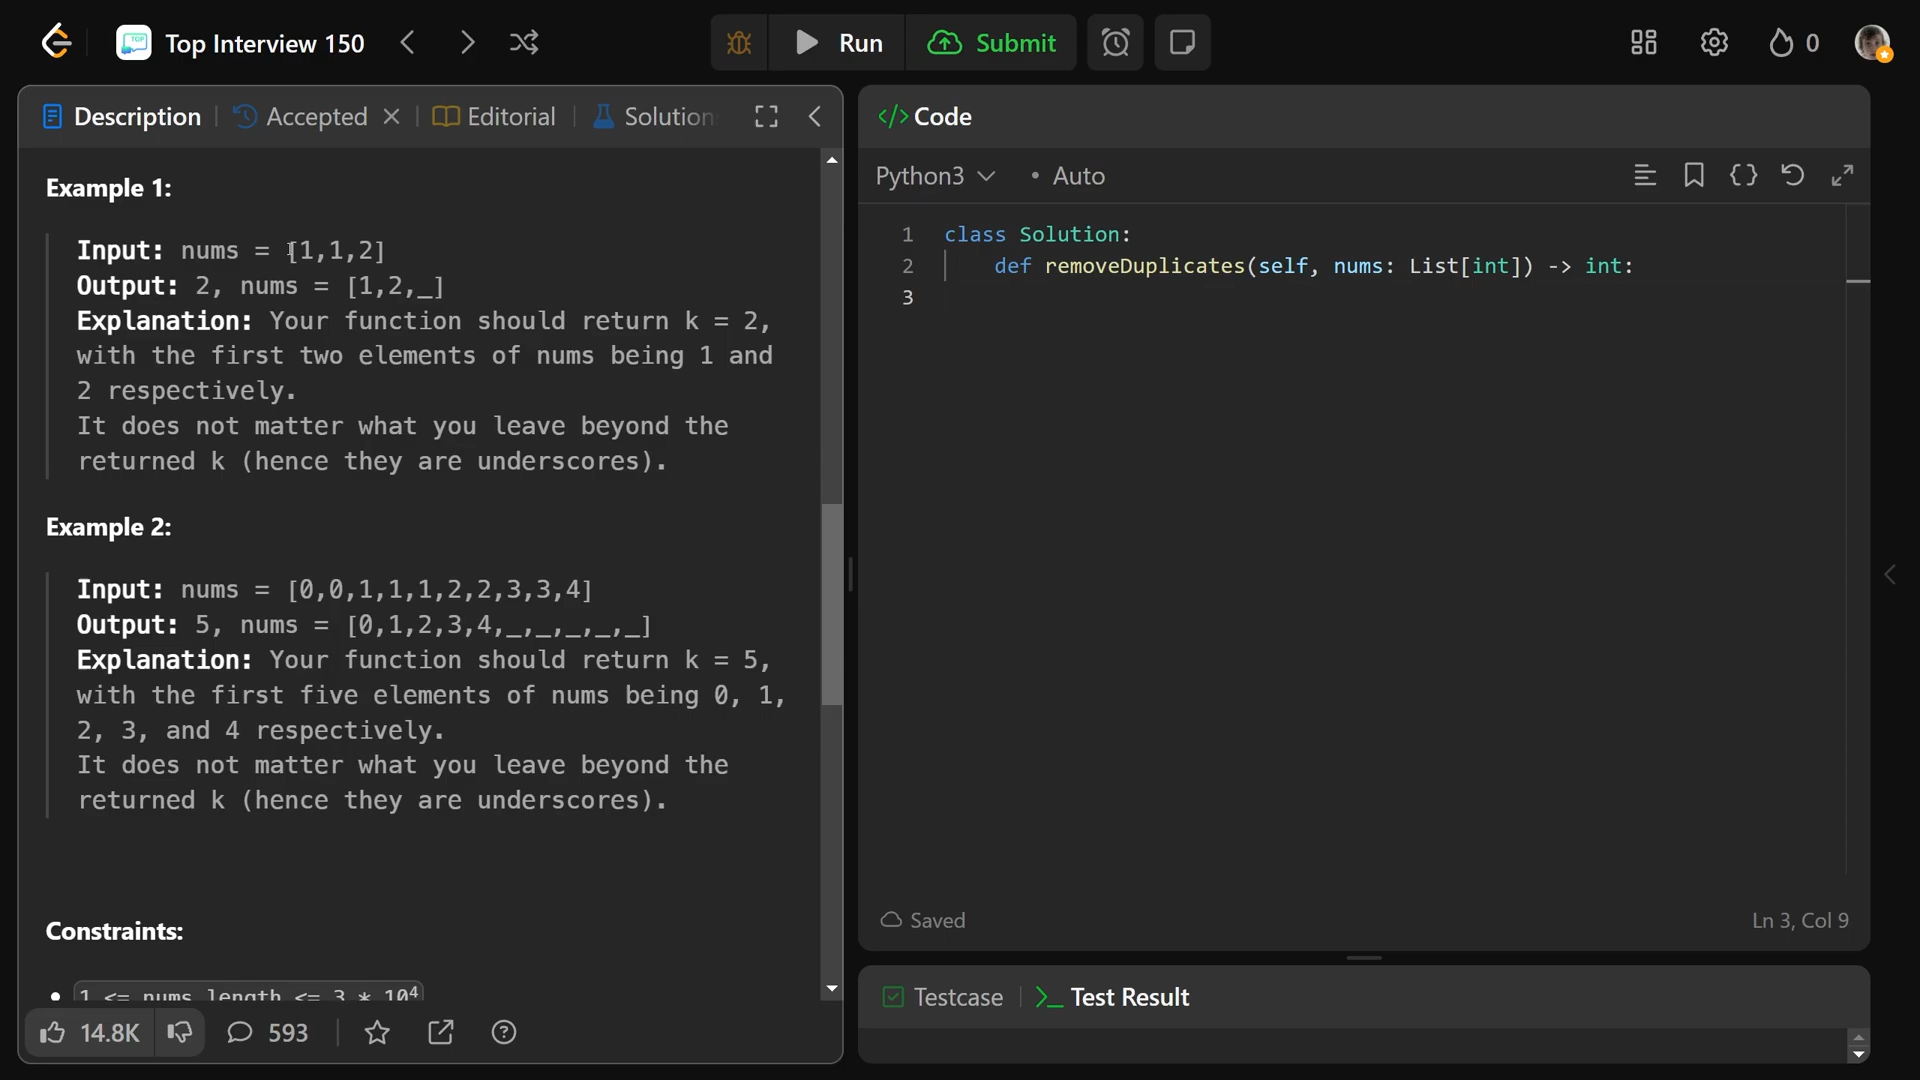 Top Interview 150
Run
Submit
0
Description
Accepted
Editorial
Solution
Example 1:
Input: nums = [1,1,2]
Output: 2, nums = [1,2,_]
Explanation: Your function should return k = 2,
with the first two elements of nums being 1 and
2 respectively.
It does not matter what you leave beyond the
returned k (hence they are underscores).
Example 2:
Input: nums = [0,0,1,1,1,2,2,3,3,4]
Output: 5, nums = [0,1,2,3,4,_,_,_,_,_]
Explanation: Your function should return k = 5,
with the first five elements of nums being 0, 1,
2, 3, and 4 respectively.
It does not matter what you leave beyond the
returned k (hence they are underscores).
Constraints:
1 <= nums.length <= 3 * 10⁴
14.8K
593
</> Code
Python3
• Auto
1 class Solution:
2 def removeDuplicates(self, nums: List[int]) -> int:
3
Saved
Ln 3, Col 9
Testcase
Test Result